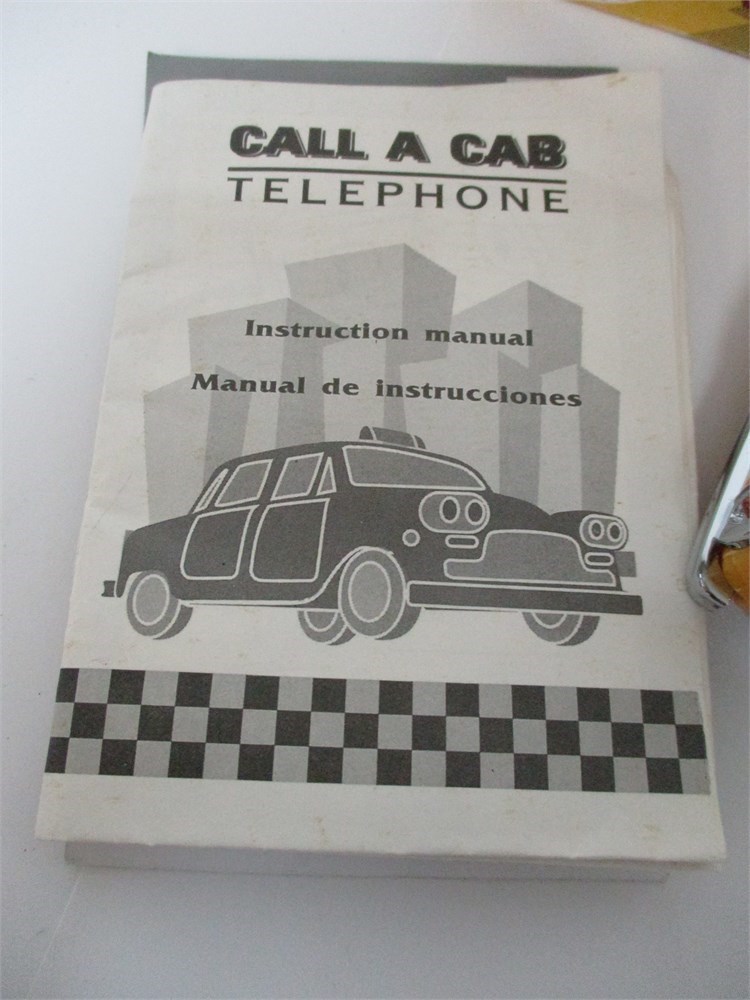 CALL A CAB
TELEPHONE
Instruction manual
Manual de instrucciones